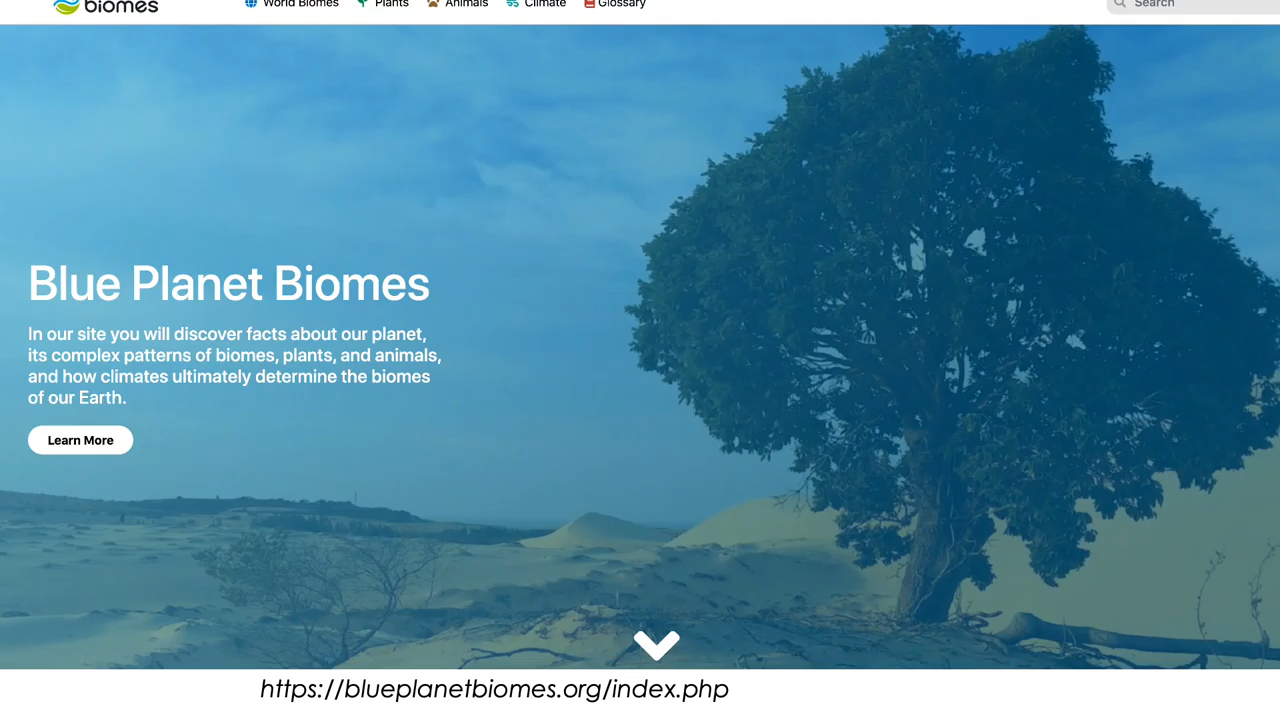 biomes
World Biomes Plants Animals Climate Glossary
Search
Blue Planet Biomes
In our site you will discover facts about our planet,
its complex patterns of biomes, plants, and animals,
and how climates ultimately determine the biomes
of our Earth.
Learn More
https://blueplanetbiomes.org/index.php